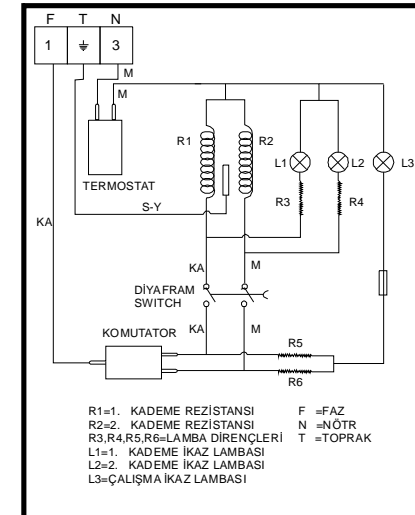 F T N
1 3
M
M
R1 R2
L1 L2 L3
TERMOSTAT
R3 R4
S-Y
KA
KA M
DİYAFRAM
SWITCH
KA M
KOMUTATOR
R5
R6
R1=1. KADEME REZİSTANSI F =FAZ
R2=2. KADEME REZİSTANSI N =NÖTR
R3,R4,R5,R6=LAMBA DİRENÇLERİ T =TOPRAK
L1=1. KADEME İKAZ LAMBASI
L2=2. KADEME İKAZ LAMBASI
L3=ÇALIŞMA İKAZ LAMBASI